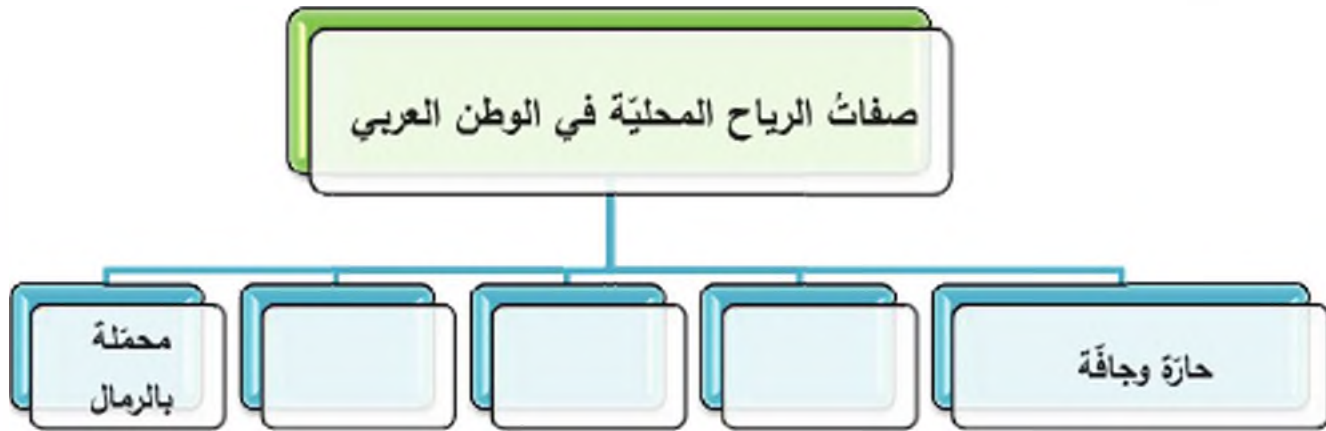 صفاتُ الرياح المحليّة في الوطن العربي
حارّة وجافّة
محمّلة
بالرمال